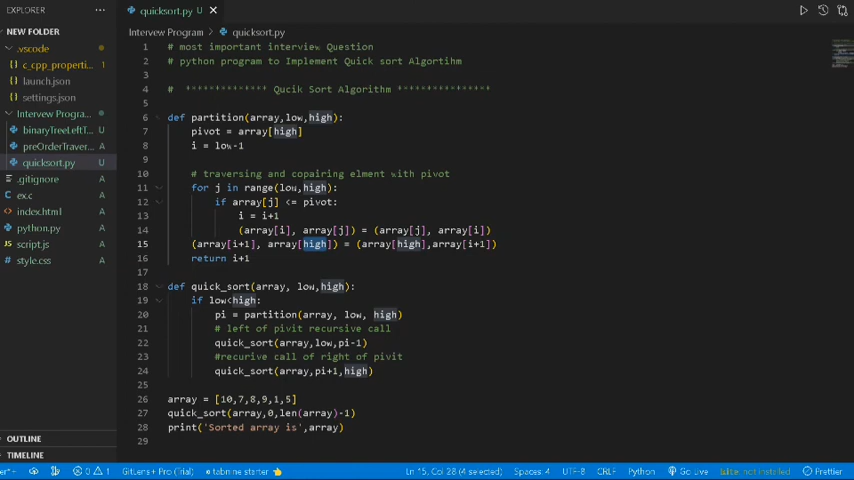 EXPLORER
NEW FOLDER
.vscode
c_cpp_properti...
launch.json
settings.json
Intervew Progra...
binaryTreeLeftT...
preOrderTraver...
quicksort.py U
.gitignore A
ex.c A
index.html A
python.py A
script.js A
style.css A
OUTLINE
TIMELINE
quicksort.py U
Intervew Program > quicksort.py
1 # most important interview Question
2 # python program to Implement Quick sort Algortihm
3
4 # ************** Qucik Sort Algorithm ****************
5
6 def partition(array,low,high):
7 pivot = array[high]
8 i = low-1
9
10 # traversing and copairing elment with pivot
11 for j in range(low,high):
12 if array[j] <= pivot:
13 i = i+1
14 (array[i], array[j]) = (array[j], array[i])
15 (array[i+1], array[high]) = (array[high],array[i+1])
16 return i+1
17
18 def quick_sort(array, low,high):
19 if low<high:
20 pi = partition(array, low, high)
21 # left of pivit recursive call
22 quick_sort(array,low,pi-1)
23 #recurive call of right of pivit
24 quick_sort(array,pi+1,high)
25
26 array = [10,7,8,9,1,5]
27 quick_sort(array,0,len(array)-1)
28 print('Sorted array is',array)
29
0 1 GitLens+ Pro (Trial) tabnine starter Ln 15, Col 28 (4 selected) Spaces: 4 UTF-8 CRLF Python Go Live not installed Prettier